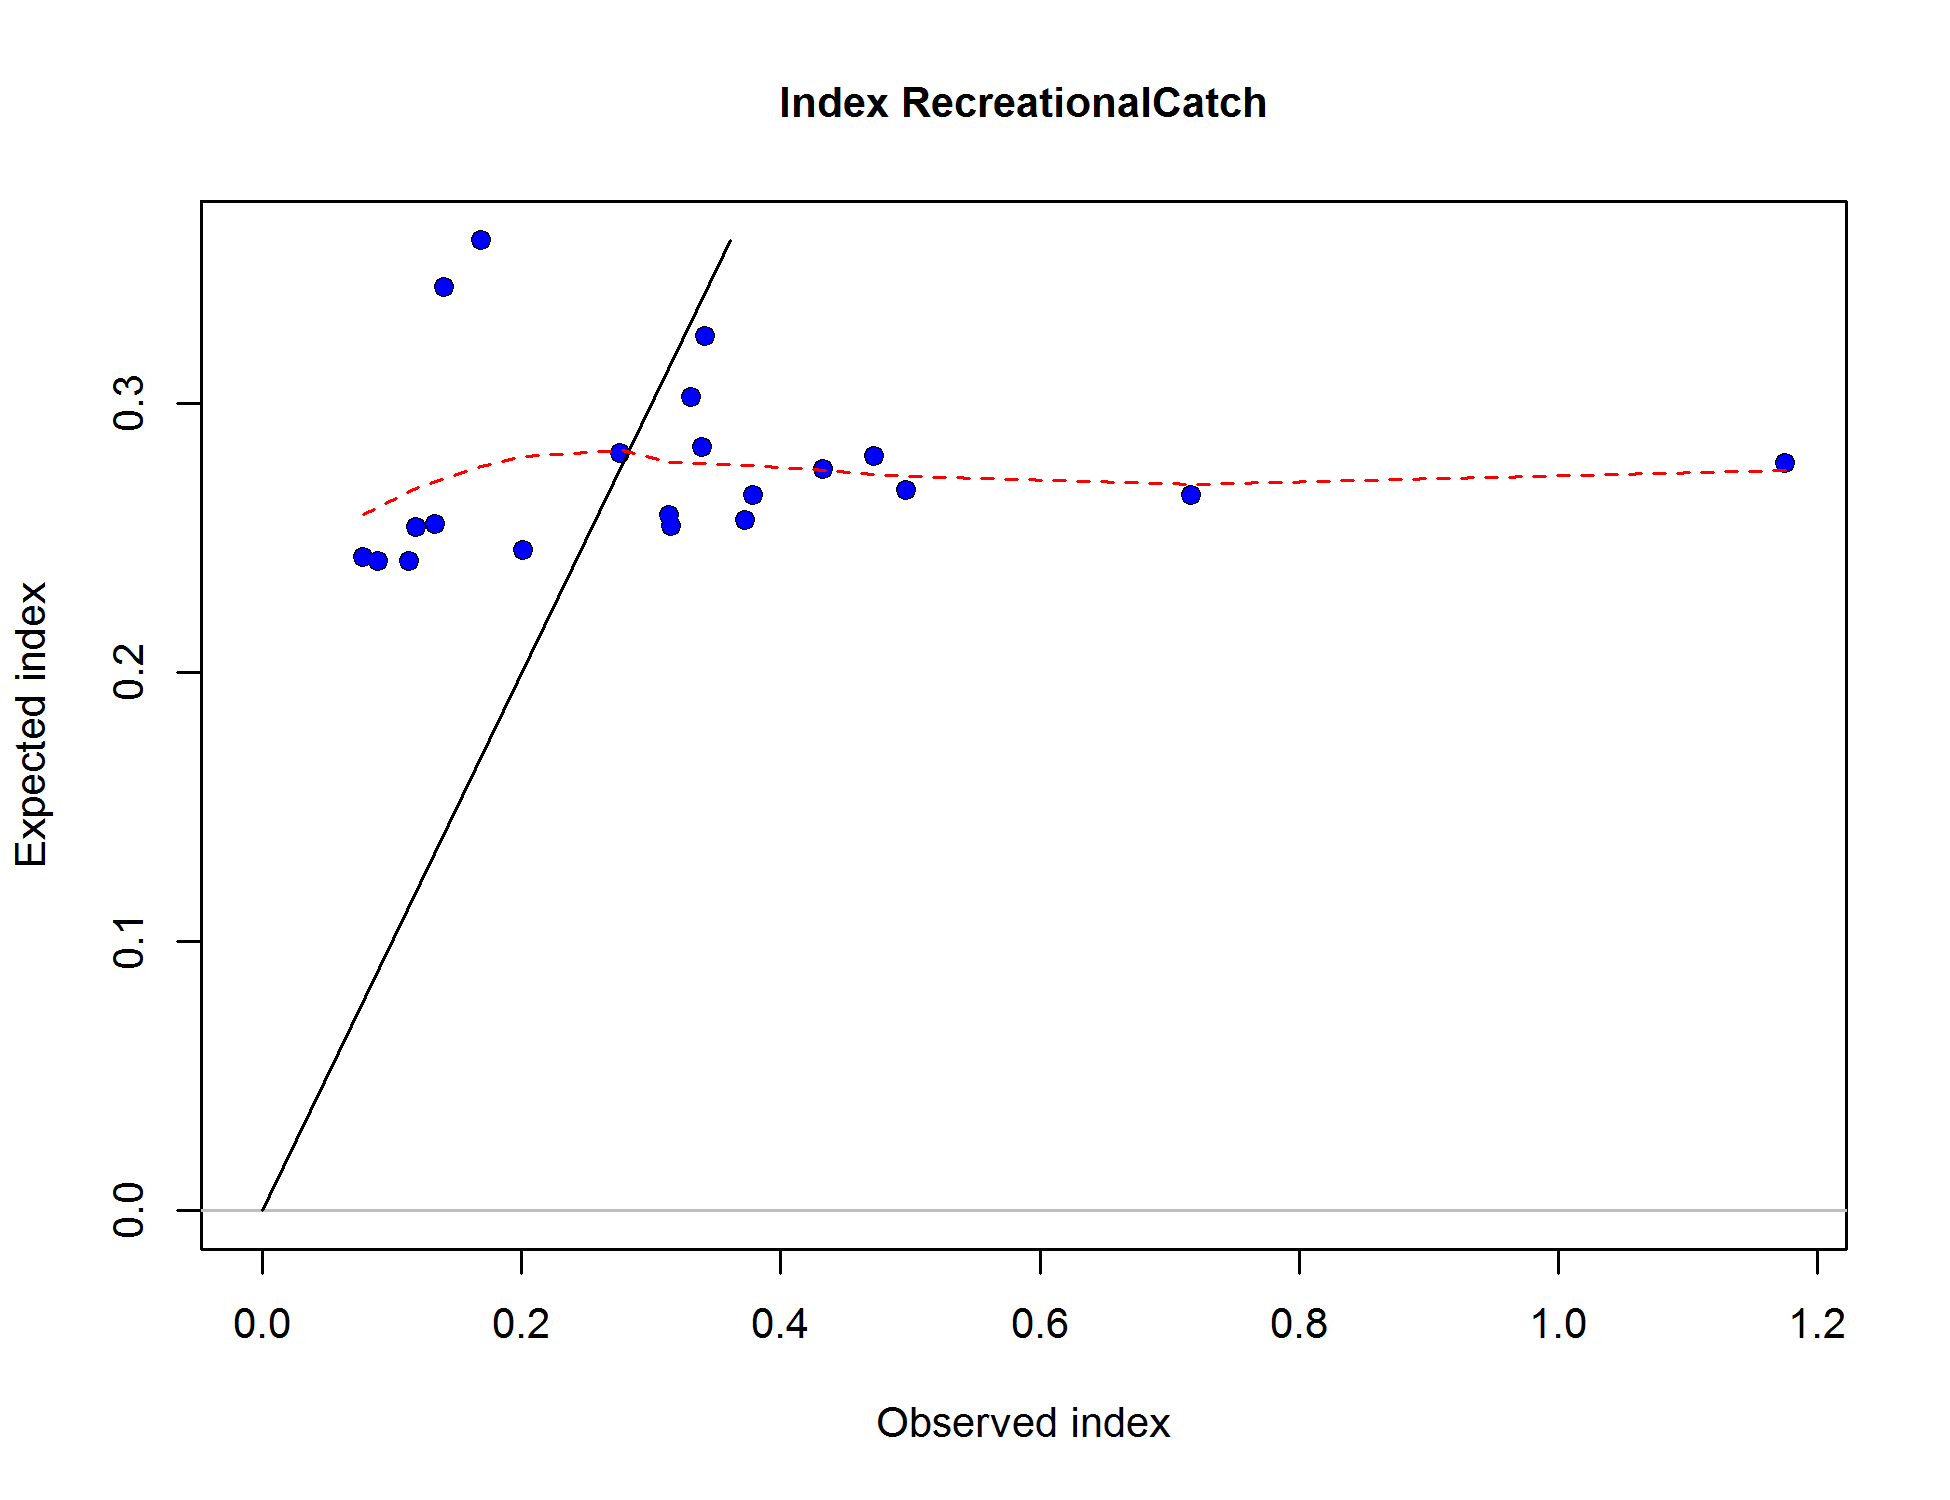 Index RecreationalCatch
Expected index
0.3
0.2
0.1
0.0
0.0 0.2 0.4 0.6 0.8 1.0 1.2
Observed index